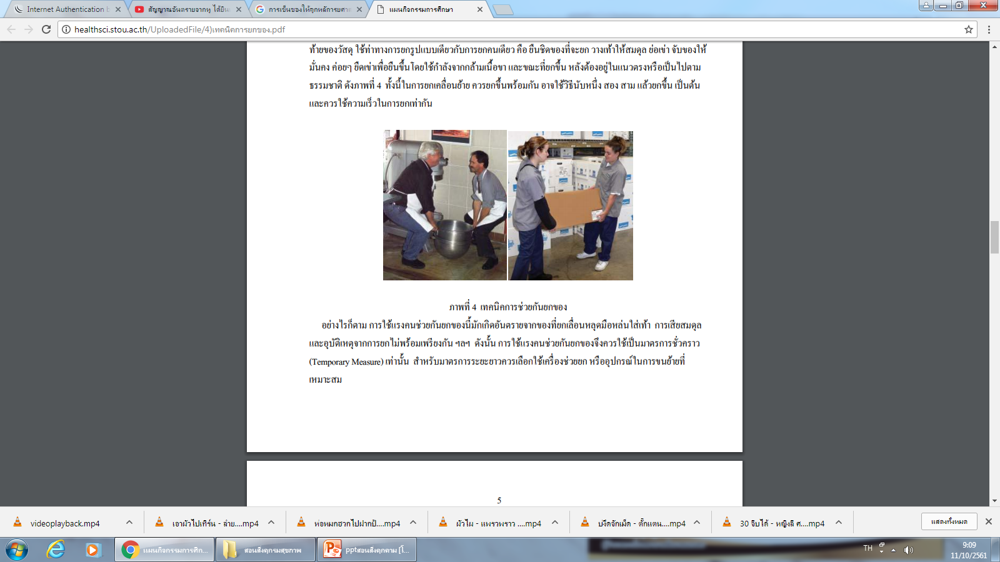 Internet Authentication b
สัญญาณอันตรายจากหู ได้ยินเ
การเข็นของให้ถูกหลักการยศาส
แผนกิจกรรมการศึกษา
healthsci.stou.ac.th/UploadedFile/4)เทคนิคการยกของ.pdf
ท้ายของวัสดุ ใช้ท่าทางการยกรูปแบบเดียวกับการยกคนเดียว คือ ยืนชิดของที่จะยก วางเท้าให้สมดุล ย่อเข่า จับของให้
มั่นคง ค่อยๆ ยืดเข่าเพื่อยืนขึ้น โดยใช้กำลังจากกล้ามเนื้อขา และขณะที่ยกขึ้น หลังต้องอยู่ในแนวตรงหรือเป็นไปตาม
ธรรมชาติ ดังภาพที่ 4 ทั้งนี้ในการยกเคลื่อนย้าย ควรยกขึ้นพร้อมกัน อาจใช้วิธีนับหนึ่ง สอง สาม แล้วยกขึ้น เป็นต้น
และควรใช้ความเร็วในการยกเท่ากัน
ภาพที่ 4 เทคนิคการช่วยกันยกของ
อย่างไรก็ตาม การใช้แรงคนช่วยกันยกของนี้มักเกิดอันตรายจากของที่ยกเลื่อนหลุดมือหล่นใส่เท้า การเสียสมดุล
และอุบัติเหตุจากการยกไม่พร้อมเพรียงกัน ฯลฯ ดังนั้น การใช้แรงคนช่วยกันยกของจึงควรใช้เป็นมาตรการชั่วคราว
(Temporary Measure) เท่านั้น สำหรับมาตรการระยะยาวควรเลือกใช้เครื่องช่วยยก หรืออุปกรณ์ในการขนย้ายที่
เหมาะสม
5
videoplayback.mp4
เอาผัวไปเทิร์น - ลำย....mp4
ห่อหมกฮวกไปฝากป้....mp4
ผัวไผ - แพรวพราว ....mp4
บ่งึดจักเม็ด - ตั๊กแตน....mp4
30 จีบได้ - หญิงลี ศ....mp4
แสดงทั้งหมด
แผนกิจกรรมการศึก...
สอนสิ่งคุกรมสุขภาพ
pptสอนสิ่งคุกคาม [โ...
TH
9:09
11/10/2561